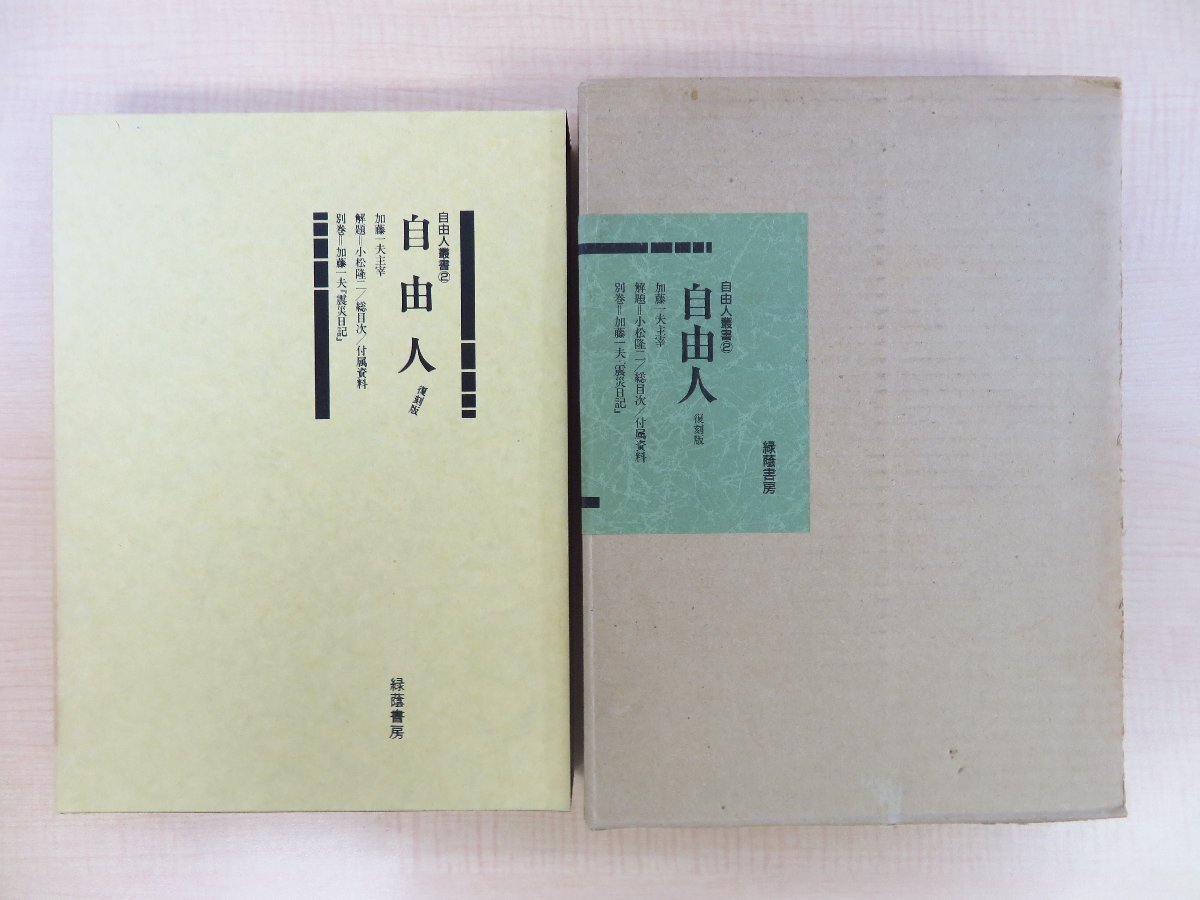 自由人叢書②
自由人 復刻版
加藤一夫主宰
解題＝小松隆二／総目次／付属資料
別巻＝加藤一夫『震災日記』
緑蔭書房
自由人叢書②
自由人 復刻版
加藤一夫主宰
解題＝小松隆二／総目次／付属資料
別巻＝加藤一夫『震災日記』
緑蔭書房